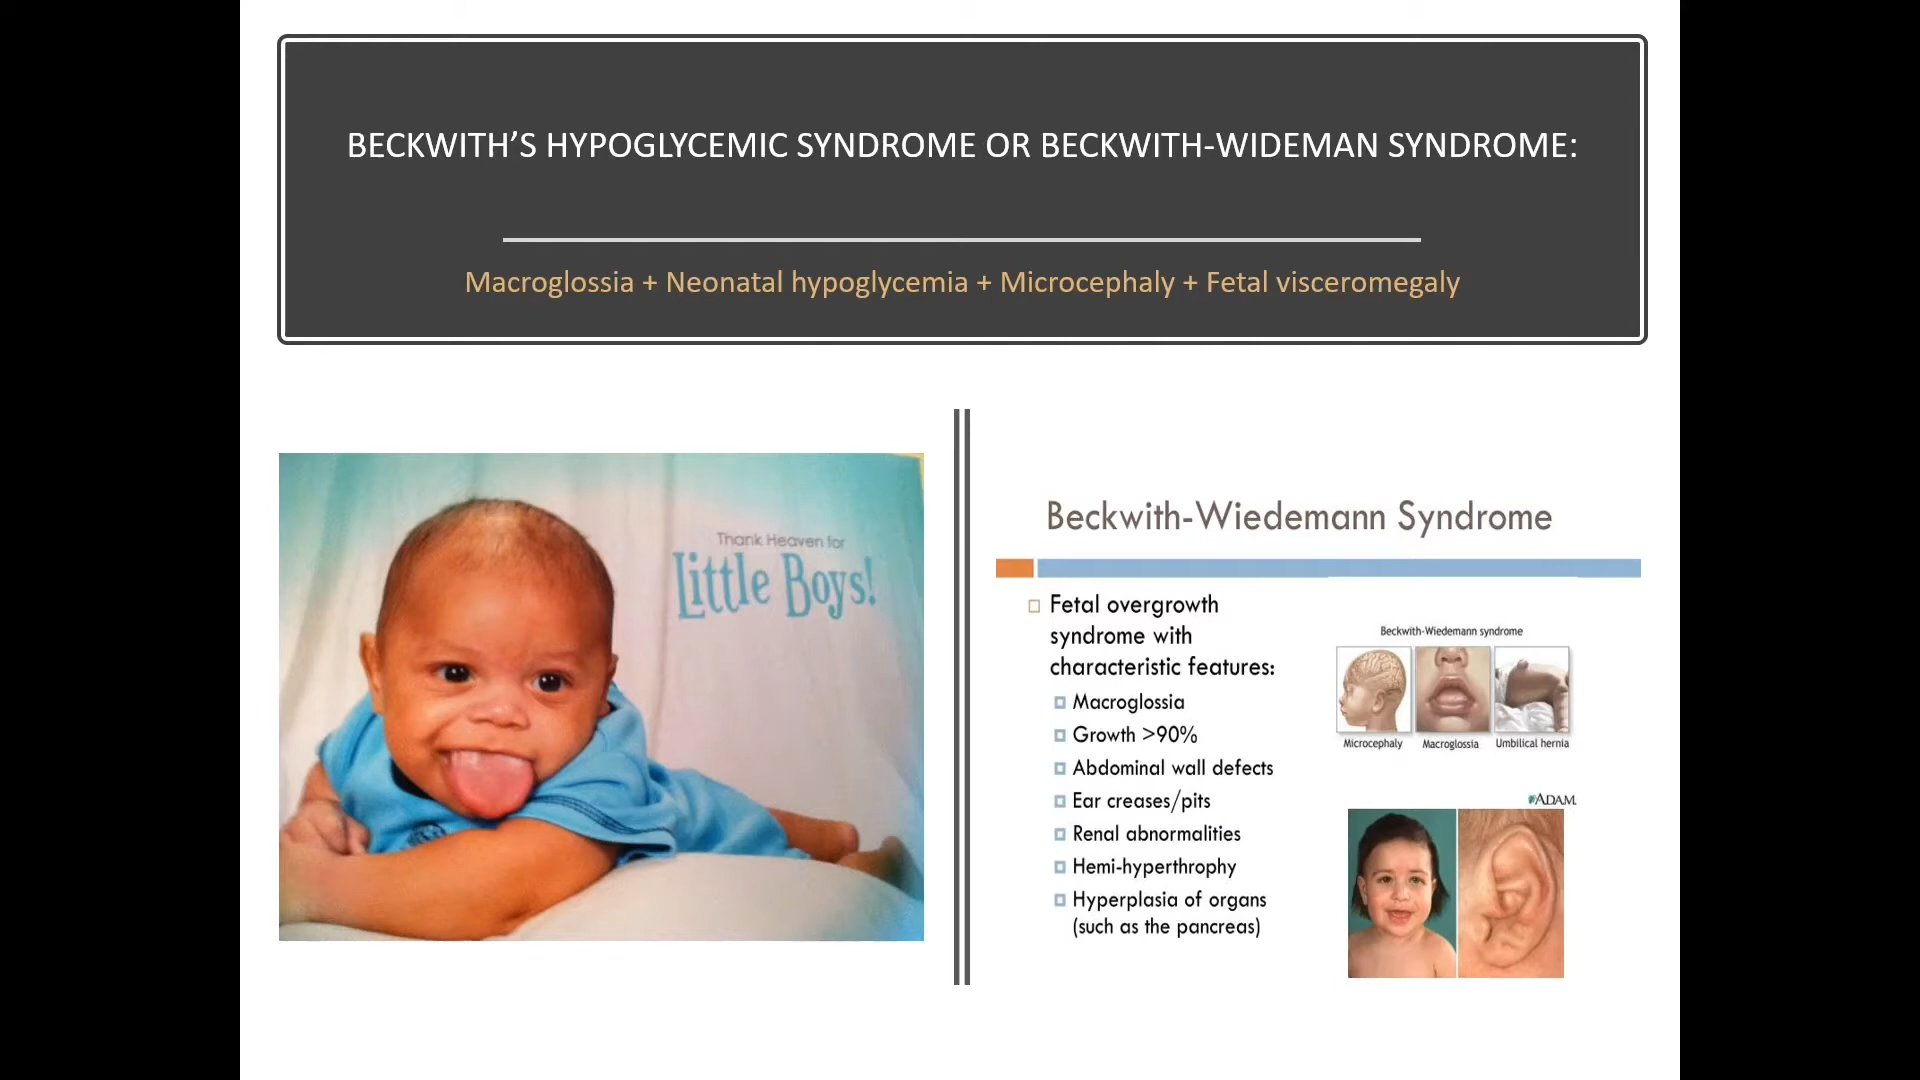 BECKWITH’S HYPOGLYCEMIC SYNDROME OR BECKWITH-WIDEMAN SYNDROME:
Macroglossia + Neonatal hypoglycemia + Microcephaly + Fetal visceromegaly
Thank Heaven for
Little Boys!
Beckwith-Wiedemann Syndrome
Fetal overgrowth
syndrome with
characteristic features:
Macroglossia
Growth >90%
Abdominal wall defects
Ear creases/pits
Renal abnormalities
Hemi-hyperthrophy
Hyperplasia of organs
(such as the pancreas)
Beckwith-Wiedemann syndrome
Microcephaly Macroglossia Umbilical hernia
ADAM.